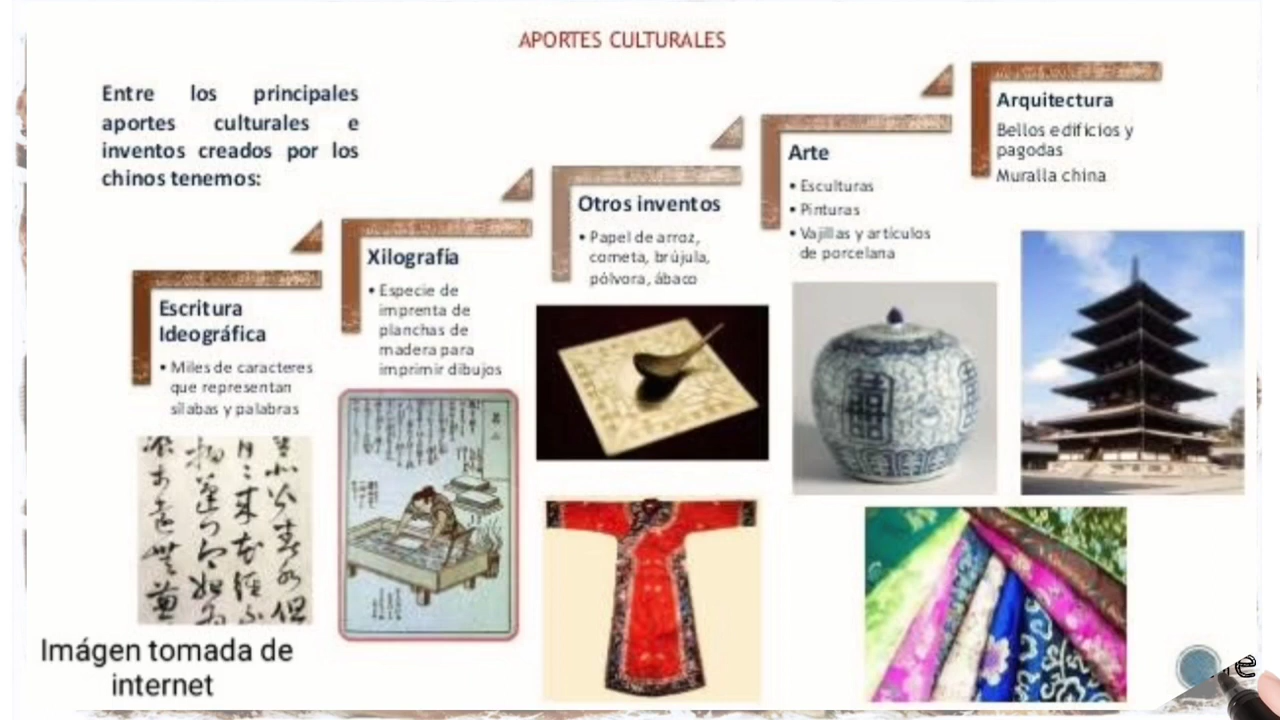 APORTES CULTURALES
Entre los principales
aportes culturales e
inventos creados por los
chinos tenemos:
Escritura
Ideográfica
• Miles de caracteres
que representan
sílabas y palabras
Xilografía
• Especie de
imprenta de
planchas de
madera para
imprimir dibujos
Otros inventos
• Papel de arroz,
cometa, brújula,
pólvora, ábaco
Arte
• Esculturas
• Pinturas
• Vajillas y artículos
de porcelana
Arquitectura
Bellos edificios y
pagodas
Muralla china
Imágen tomada de
internet